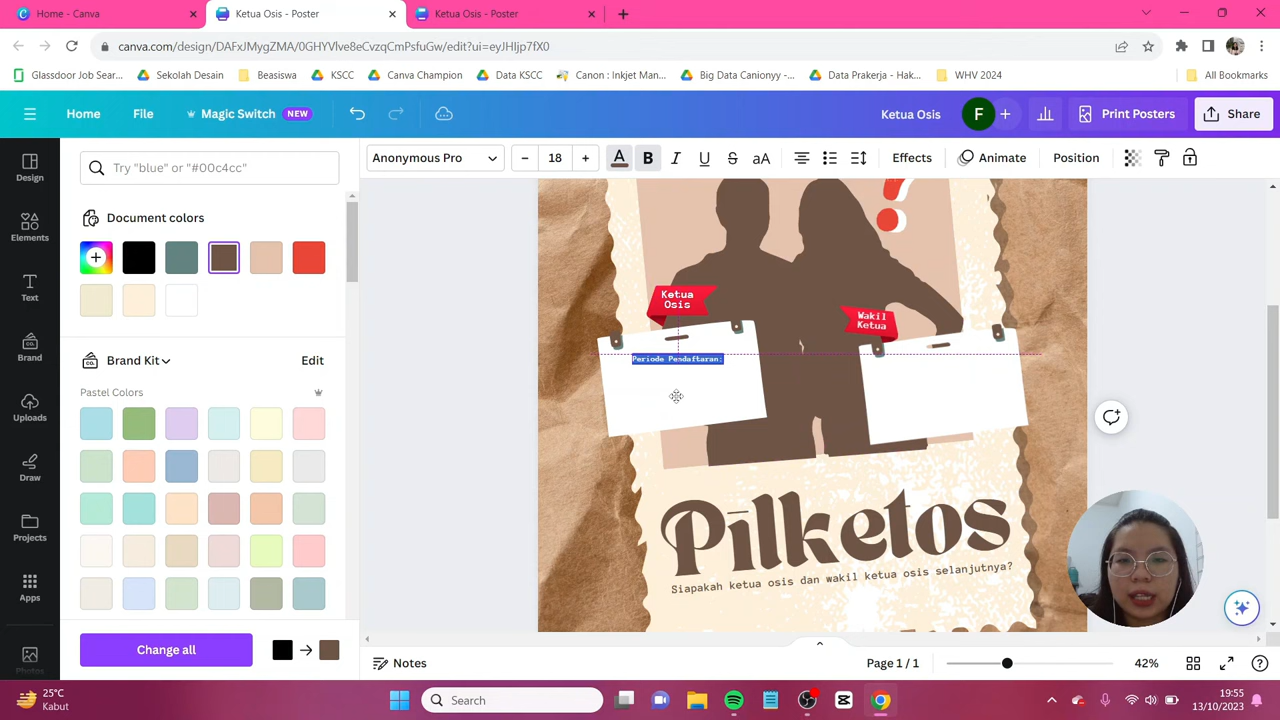 Home - Canva
Ketua Osis - Poster
Ketua Osis - Poster
canva.com/design/DAFxJMygZMA/0GHYVlve8eCvzqCmPsfuGw/edit?ui=eyJHIjp7fX0
Glassdoor Job Sear...
Sekolah Desain
Beasiswa
KSCC
Canva Champion
Data KSCC
Canon : Inkjet Man...
Big Data Canionyy -...
Data Prakerja - Hak...
WHV 2024
All Bookmarks
Home
File
Magic Switch
NEW
Ketua Osis
F
Print Posters
Share
Design
Elements
Text
Brand
Uploads
Draw
Projects
Apps
Photos
Try "blue" or "#00c4cc"
Document colors
Brand Kit
Edit
Pastel Colors
Change all
Anonymous Pro
18
A
B
I
U
S
aA
Effects
Animate
Position
?
Ketua
Osis
Wakil
Ketua
Periode Pendaftaran:
Pilketos
Siapakah ketua osis dan wakil ketua osis selanjutnya?
Notes
Page 1 / 1
42%
25°C
Kabut
Search
19:55
13/10/2023